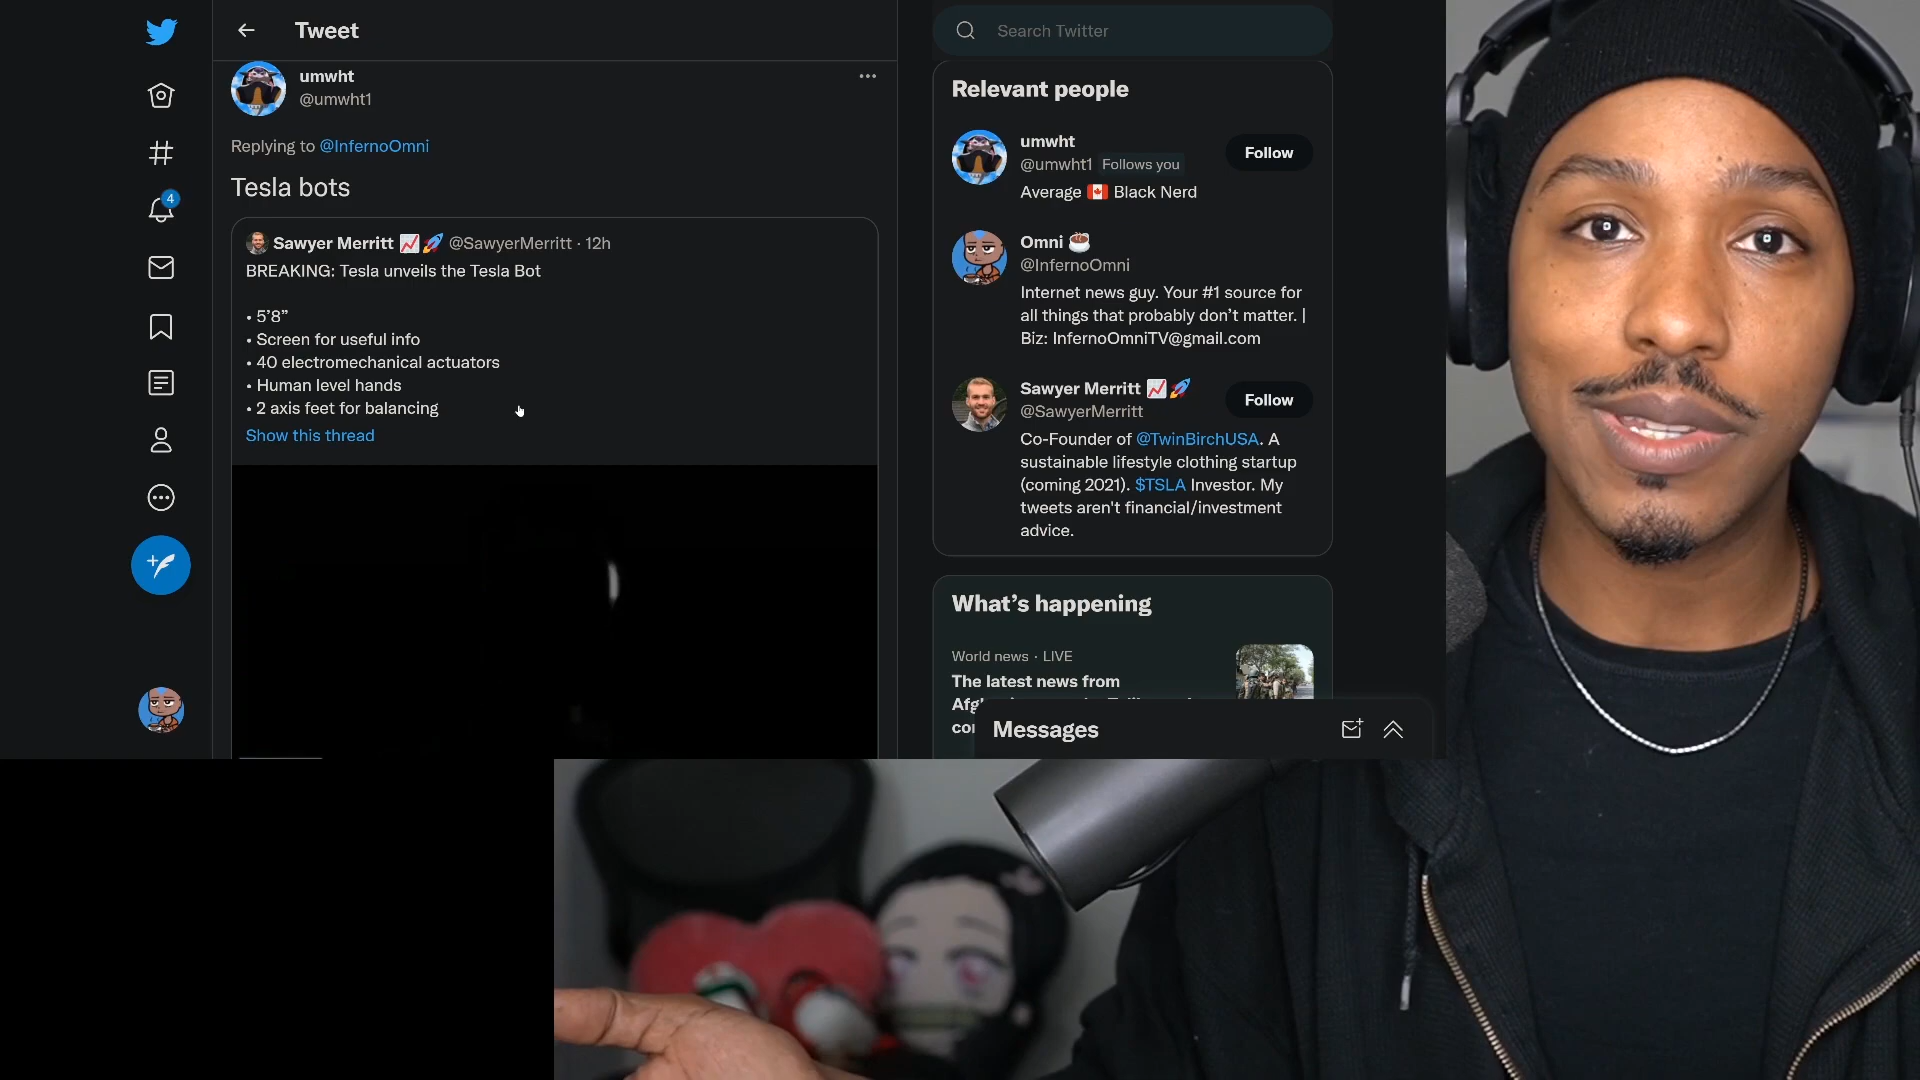 Tweet
Search Twitter
umwht
@umwht1
Replying to @InfernoOmni
Tesla bots
Sawyer Merritt 📈🚀 @SawyerMerritt · 12h
BREAKING: Tesla unveils the Tesla Bot
• 5’8”
• Screen for useful info
• 40 electromechanical actuators
• Human level hands
• 2 axis feet for balancing
Show this thread
4
Relevant people
umwht
@umwht1 Follows you
Follow
Average 🇨🇦 Black Nerd
Omni ☕
@InfernoOmni
Internet news guy. Your #1 source for
all things that probably don’t matter. |
Biz: InfernoOmniTV@gmail.com
Sawyer Merritt 📈🚀
@SawyerMerritt
Follow
Co-Founder of @TwinBirchUSA. A
sustainable lifestyle clothing startup
(coming 2021). $TSLA Investor. My
tweets aren't financial/investment
advice.
What’s happening
World news · LIVE
The latest news from
Messages